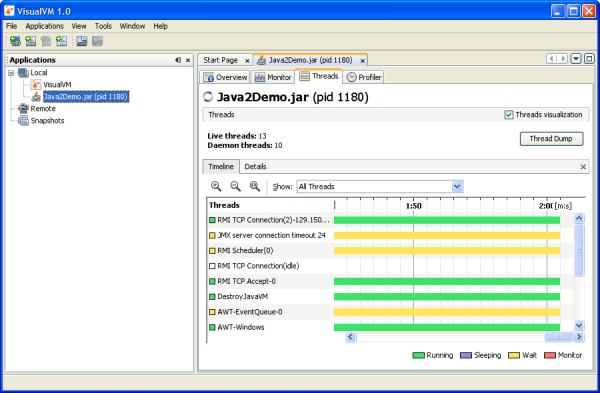 VisualVM 1.0
File Applications View Tools Window Help
Applications
Local
VisualVM
Java2Demo.jar (pid 1180)
Remote
Snapshots
Start Page
Java2Demo.jar (pid 1180)
Overview Monitor Threads Profiler
Java2Demo.jar (pid 1180)
Threads
Threads visualization
Live threads: 13
Daemon threads: 10
Thread Dump
Timeline Details
Show: All Threads
Threads 1:50 2:00 [m:s]
RMI TCP Connection(2)-129.150...
JMX server connection timeout 24
RMI Scheduler(0)
RMI TCP Connection(idle)
RMI TCP Accept-0
DestroyJavaVM
AWT-EventQueue-0
AWT-Windows
Running Sleeping Wait Monitor